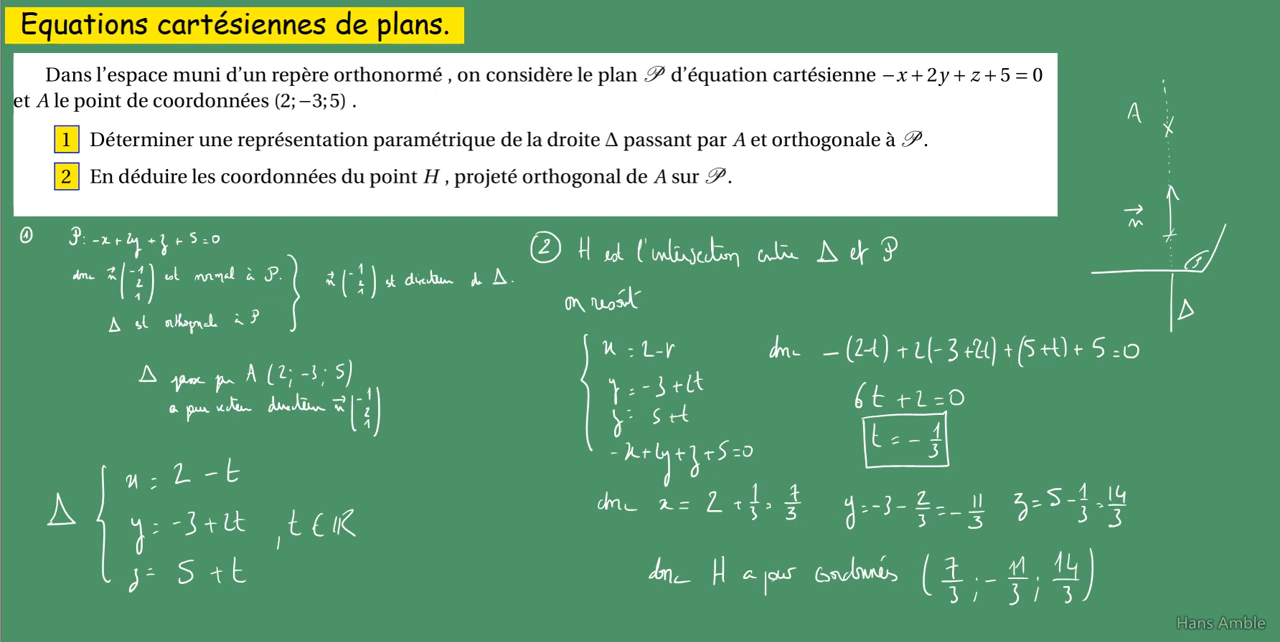 Equations cartésiennes de plans.
Dans l'espace muni d'un repère orthonormé , on considère le plan 𝒫 d'équation cartésienne −x+2y+z+5=0
et A le point de coordonnées (2;−3;5) .
1 Déterminer une représentation paramétrique de la droite Δ passant par A et orthogonale à 𝒫.
2 En déduire les coordonnées du point H , projeté orthogonal de A sur 𝒫.
A
n⃗
𝒫
Δ
① 𝒫: -x+2y+z+5=0
donc n⃗ (-1 2 1) est normal à 𝒫.
Δ est orthogonale à 𝒫
n⃗ (-1 2 1) est directeur de Δ.
Δ passe par A (2; -3; 5)
a pour vecteur directeur n⃗ (-1 2 1)
Δ { x = 2 - t
y = -3 + 2t , t ∈ ℝ
z = 5 + t
② H est l'intersection entre Δ et 𝒫
on résout
{ x = 2-t
y = -3 + 2t
z = 5+t
-x+2y+z+5=0
donc -(2-t) + 2(-3+2t) + (5+t) + 5 = 0
6t + 2 = 0
t = - 1/3
donc x = 2 + 1/3 = 7/3 y = -3 - 2/3 = - 11/3 z = 5 - 1/3 = 14/3
donc H a pour coordonnées ( 7/3 ; - 11/3 ; 14/3 )
Hans Amble